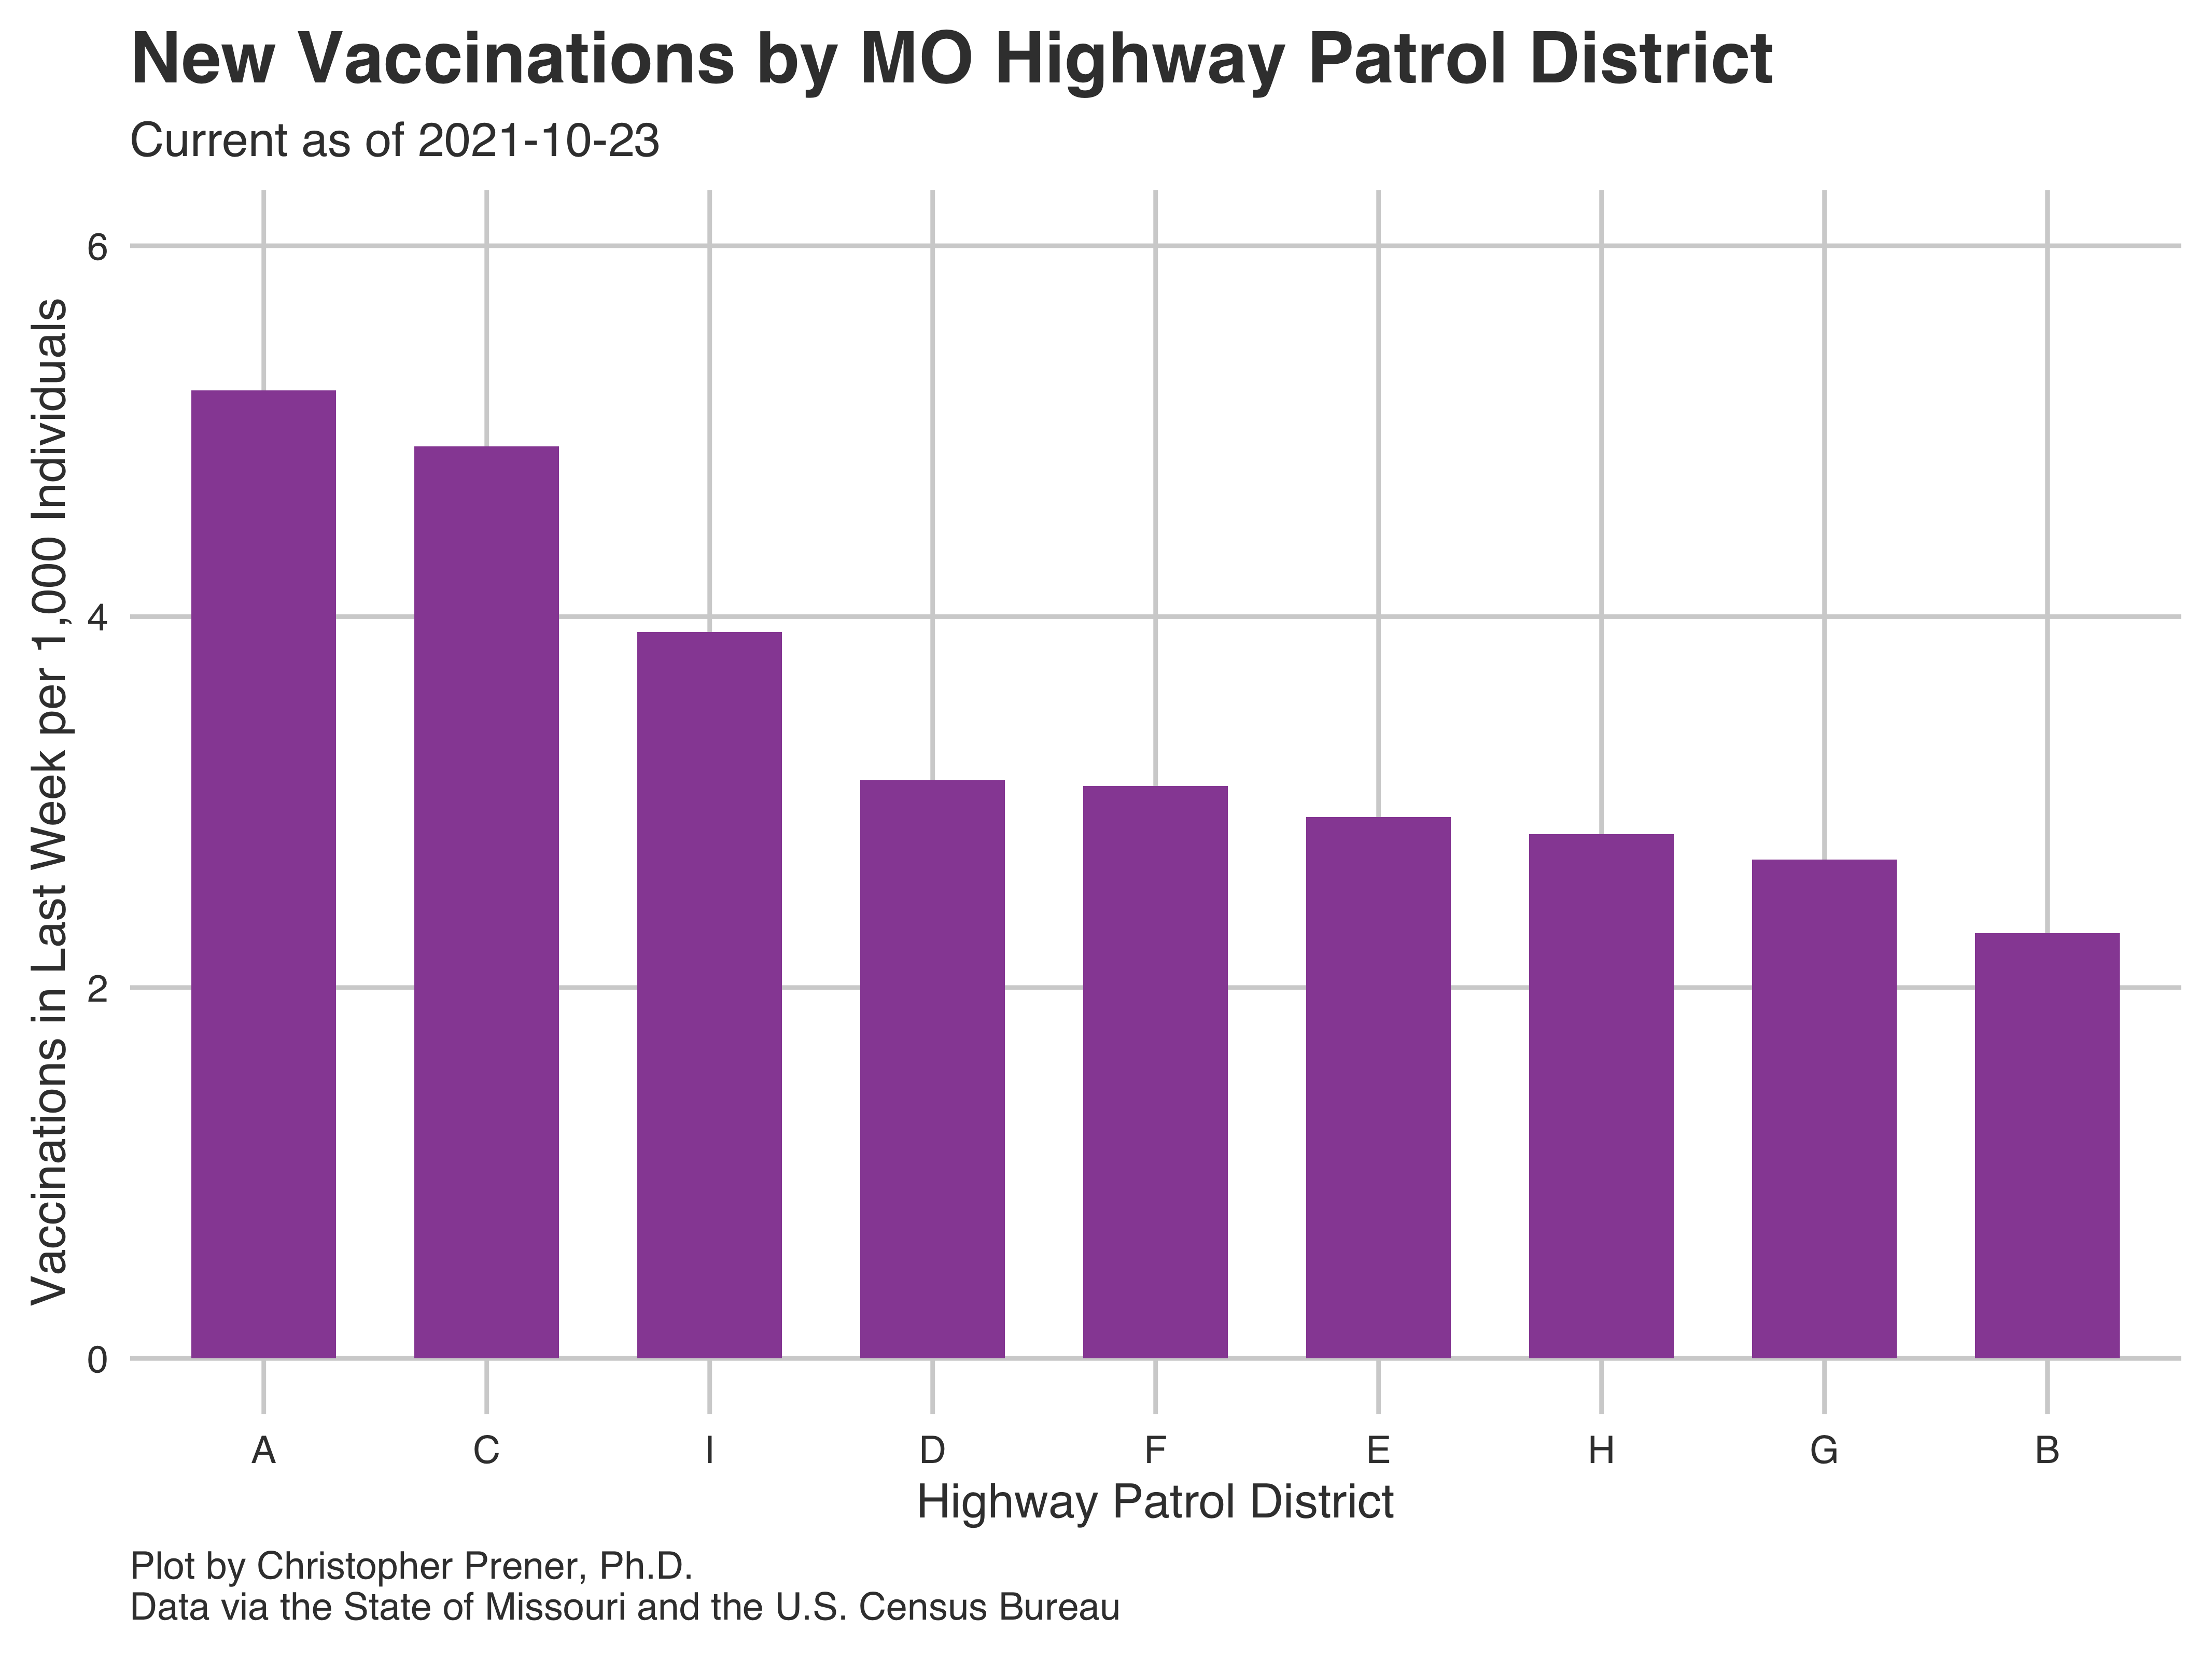 New Vaccinations by MO Highway Patrol District
Current as of 2021-10-23
Vaccinations in Last Week per 1,000 Individuals
6
4
2
0
A C I D F E H G B
Highway Patrol District
Plot by Christopher Prener, Ph.D.
Data via the State of Missouri and the U.S. Census Bureau